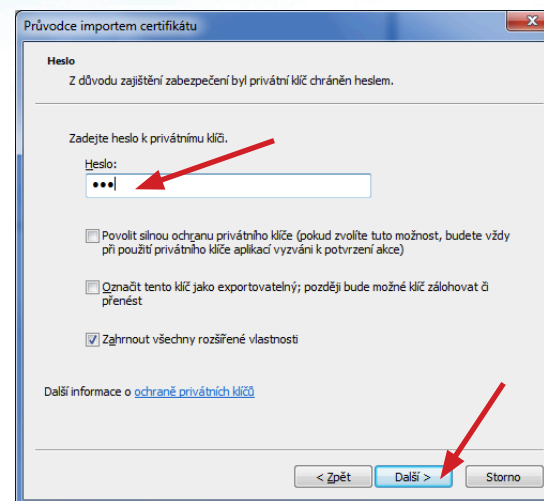 Průvodce importem certifikátu
Heslo
Z důvodu zajištění zabezpečení byl privátní klíč chráněn heslem.
Zadejte heslo k privátnímu klíči.
Heslo:
•••
Povolit silnou ochranu privátního klíče (pokud zvolíte tuto možnost, budete vždy
při použití privátního klíče aplikací vyzváni k potvrzení akce)
Označit tento klíč jako exportovatelný; později bude možné klíč zálohovat či
přenést
Zahrnout všechny rozšířené vlastnosti
Další informace o ochraně privátních klíčů
< Zpět Další > Storno